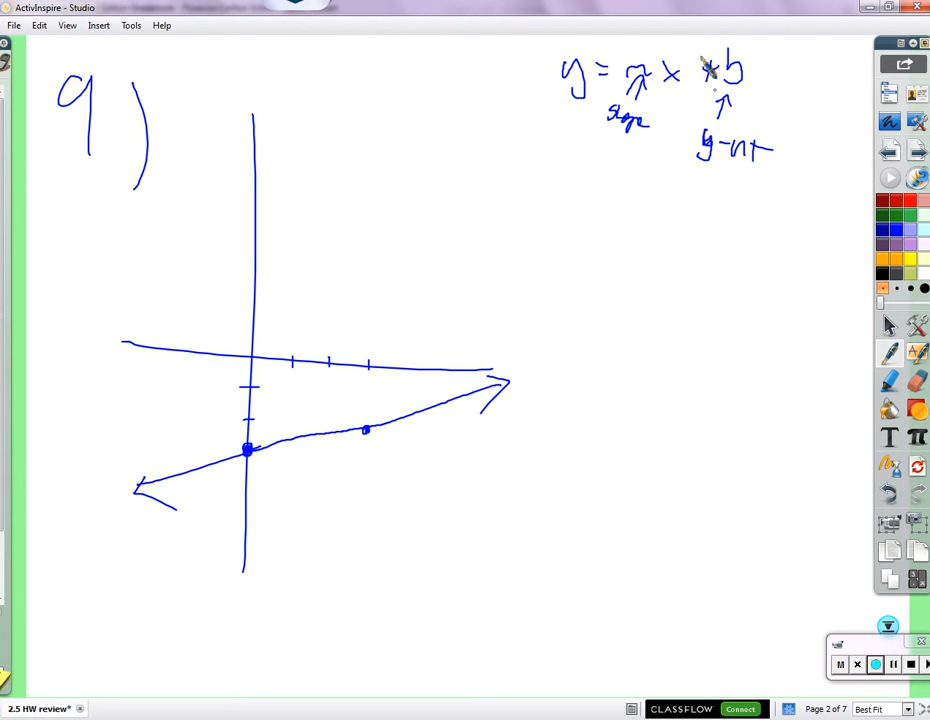 ActivInspire - Studio
File Edit View Insert Tools Help
9)
y = mx + b
slope
y-int
M
2.5 HW review*
CLASSFLOW Connect
Page 2 of 7
Best Fit